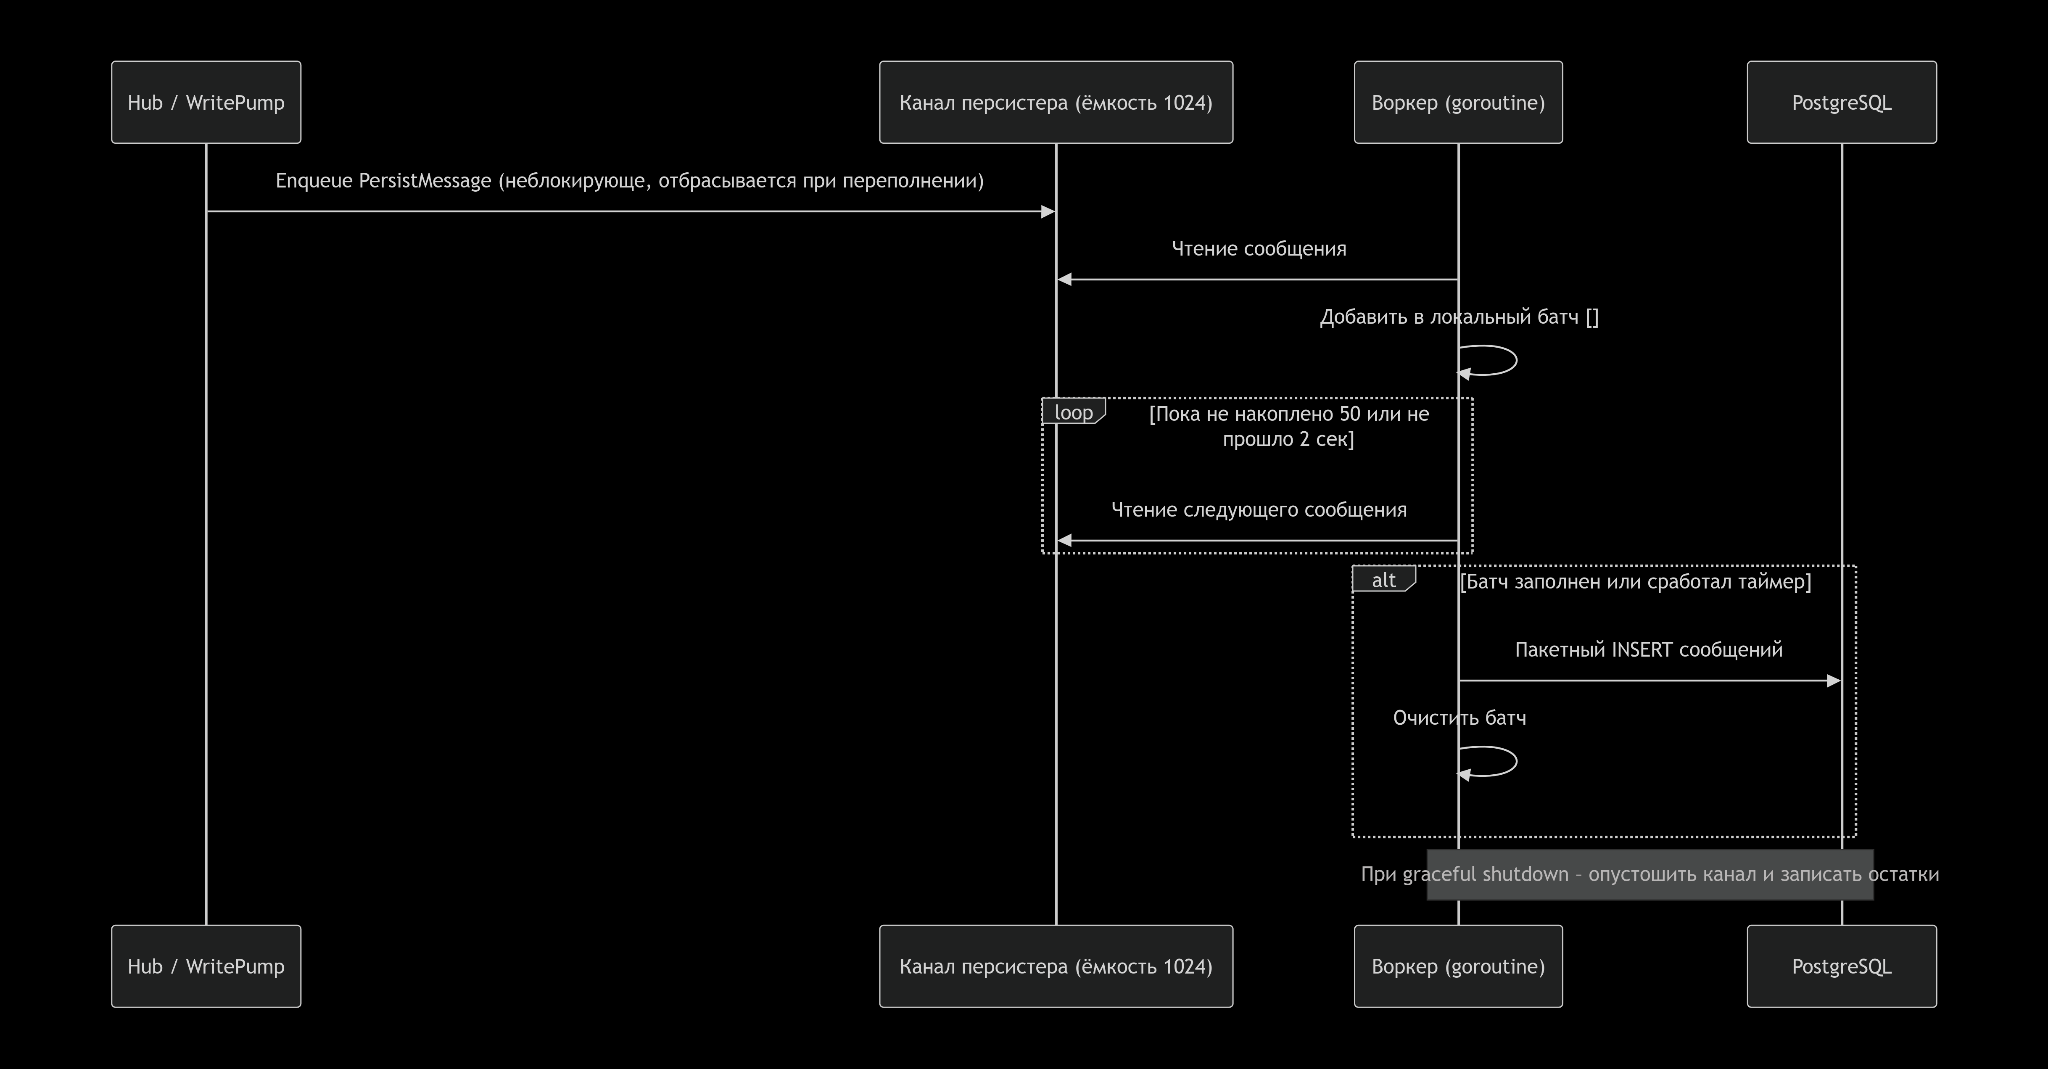 Hub / WritePump
Канал персистера (ёмкость 1024)
Воркер (goroutine)
PostgreSQL
Enqueue PersistMessage (неблокирующе, отбрасывается при переполнении)
Чтение сообщения
Добавить в локальный батч []
loop
[Пока не накоплено 50 или не
прошло 2 сек]
Чтение следующего сообщения
alt
[Батч заполнен или сработал таймер]
Пакетный INSERT сообщений
Очистить батч
При graceful shutdown – опустошить канал и записать остатки
Hub / WritePump
Канал персистера (ёмкость 1024)
Воркер (goroutine)
PostgreSQL